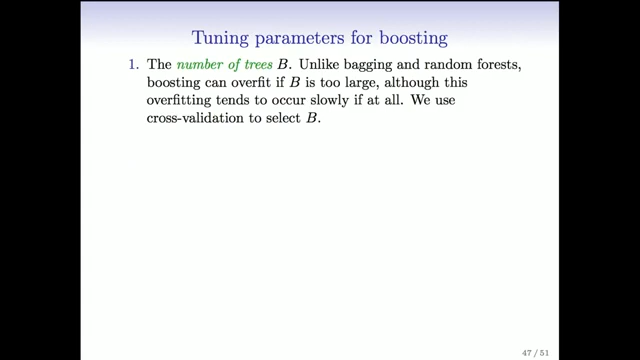 Tuning parameters for boosting
1. The number of trees B. Unlike bagging and random forests,
boosting can overfit if B is too large, although this
overfitting tends to occur slowly if at all. We use
cross-validation to select B.
47 / 51